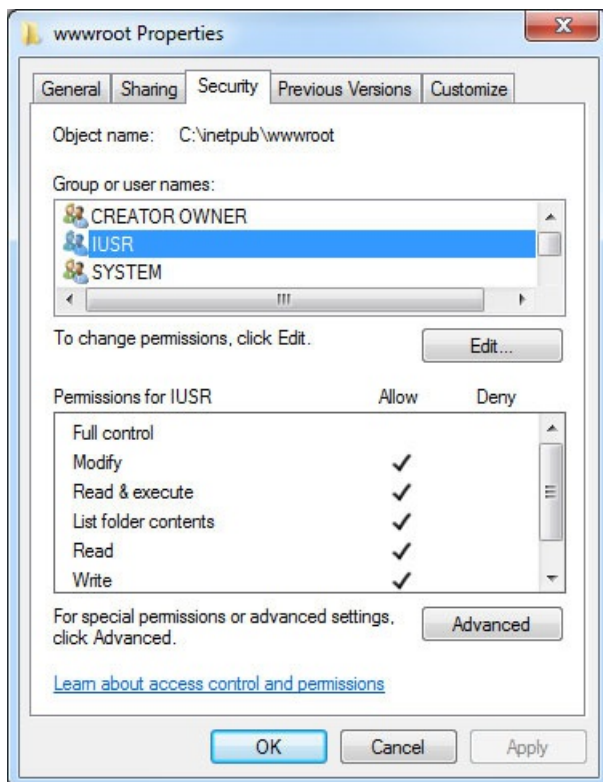 wwwroot Properties
General Sharing Security Previous Versions Customize
Object name: C:\inetpub\wwwroot
Group or user names:
CREATOR OWNER
IUSR
SYSTEM
To change permissions, click Edit.
Edit...
Permissions for IUSR Allow Deny
Full control
Modify
Read & execute
List folder contents
Read
Write
For special permissions or advanced settings,
click Advanced.
Advanced
Learn about access control and permissions
OK Cancel Apply